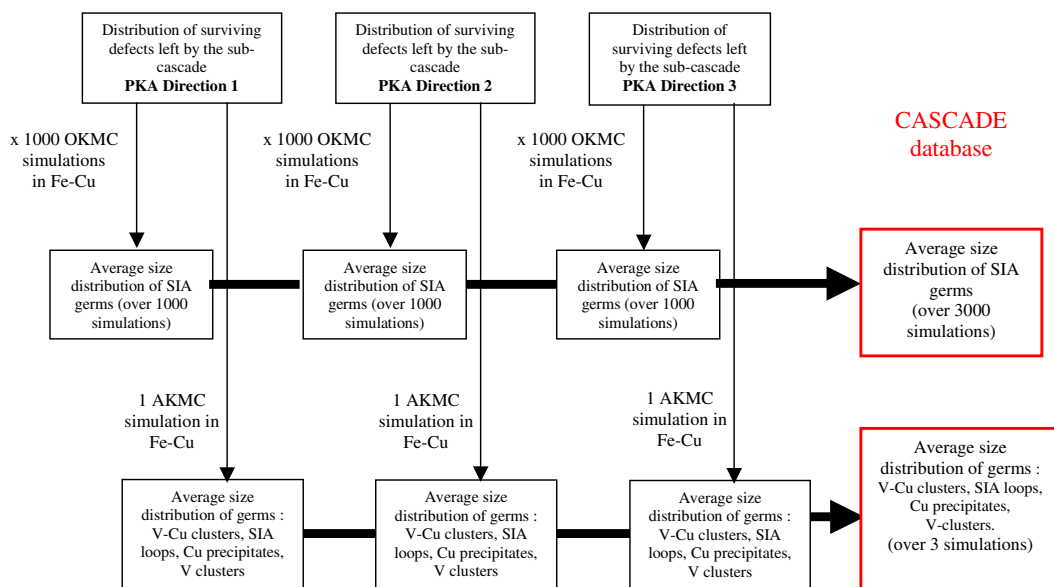 Distribution of surviving
defects left by the sub-
cascade
PKA Direction 1
Distribution of surviving
defects left by the sub-
cascade
PKA Direction 2
Distribution of
surviving defects left
by the sub-cascade
PKA Direction 3
x 1000 OKMC
simulations
in Fe-Cu
x 1000 OKMC
simulations
in Fe-Cu
x 1000 OKMC
simulations
in Fe-Cu
CASCADE
database
Average size
distribution of SIA
germs (over 1000
simulations)
Average size
distribution of SIA
germs (over 1000
simulations)
Average size
distribution of SIA
germs (over 1000
simulations)
Average size
distribution of SIA
germs
(over 3000
simulations)
1 AKMC
simulation in
Fe-Cu
1 AKMC
simulation in
Fe-Cu
1 AKMC
simulation in
Fe-Cu
Average size
distribution of germs :
V-Cu clusters, SIA
loops, Cu precipitates,
V clusters
Average size
distribution of germs :
V-Cu clusters, SIA
loops, Cu precipitates,
V clusters
Average size
distribution of germs :
V-Cu clusters, SIA
loops, Cu precipitates,
V clusters
Average size
distribution of germs :
V-Cu clusters, SIA loops,
Cu precipitates,
V-clusters.
(over 3 simulations)